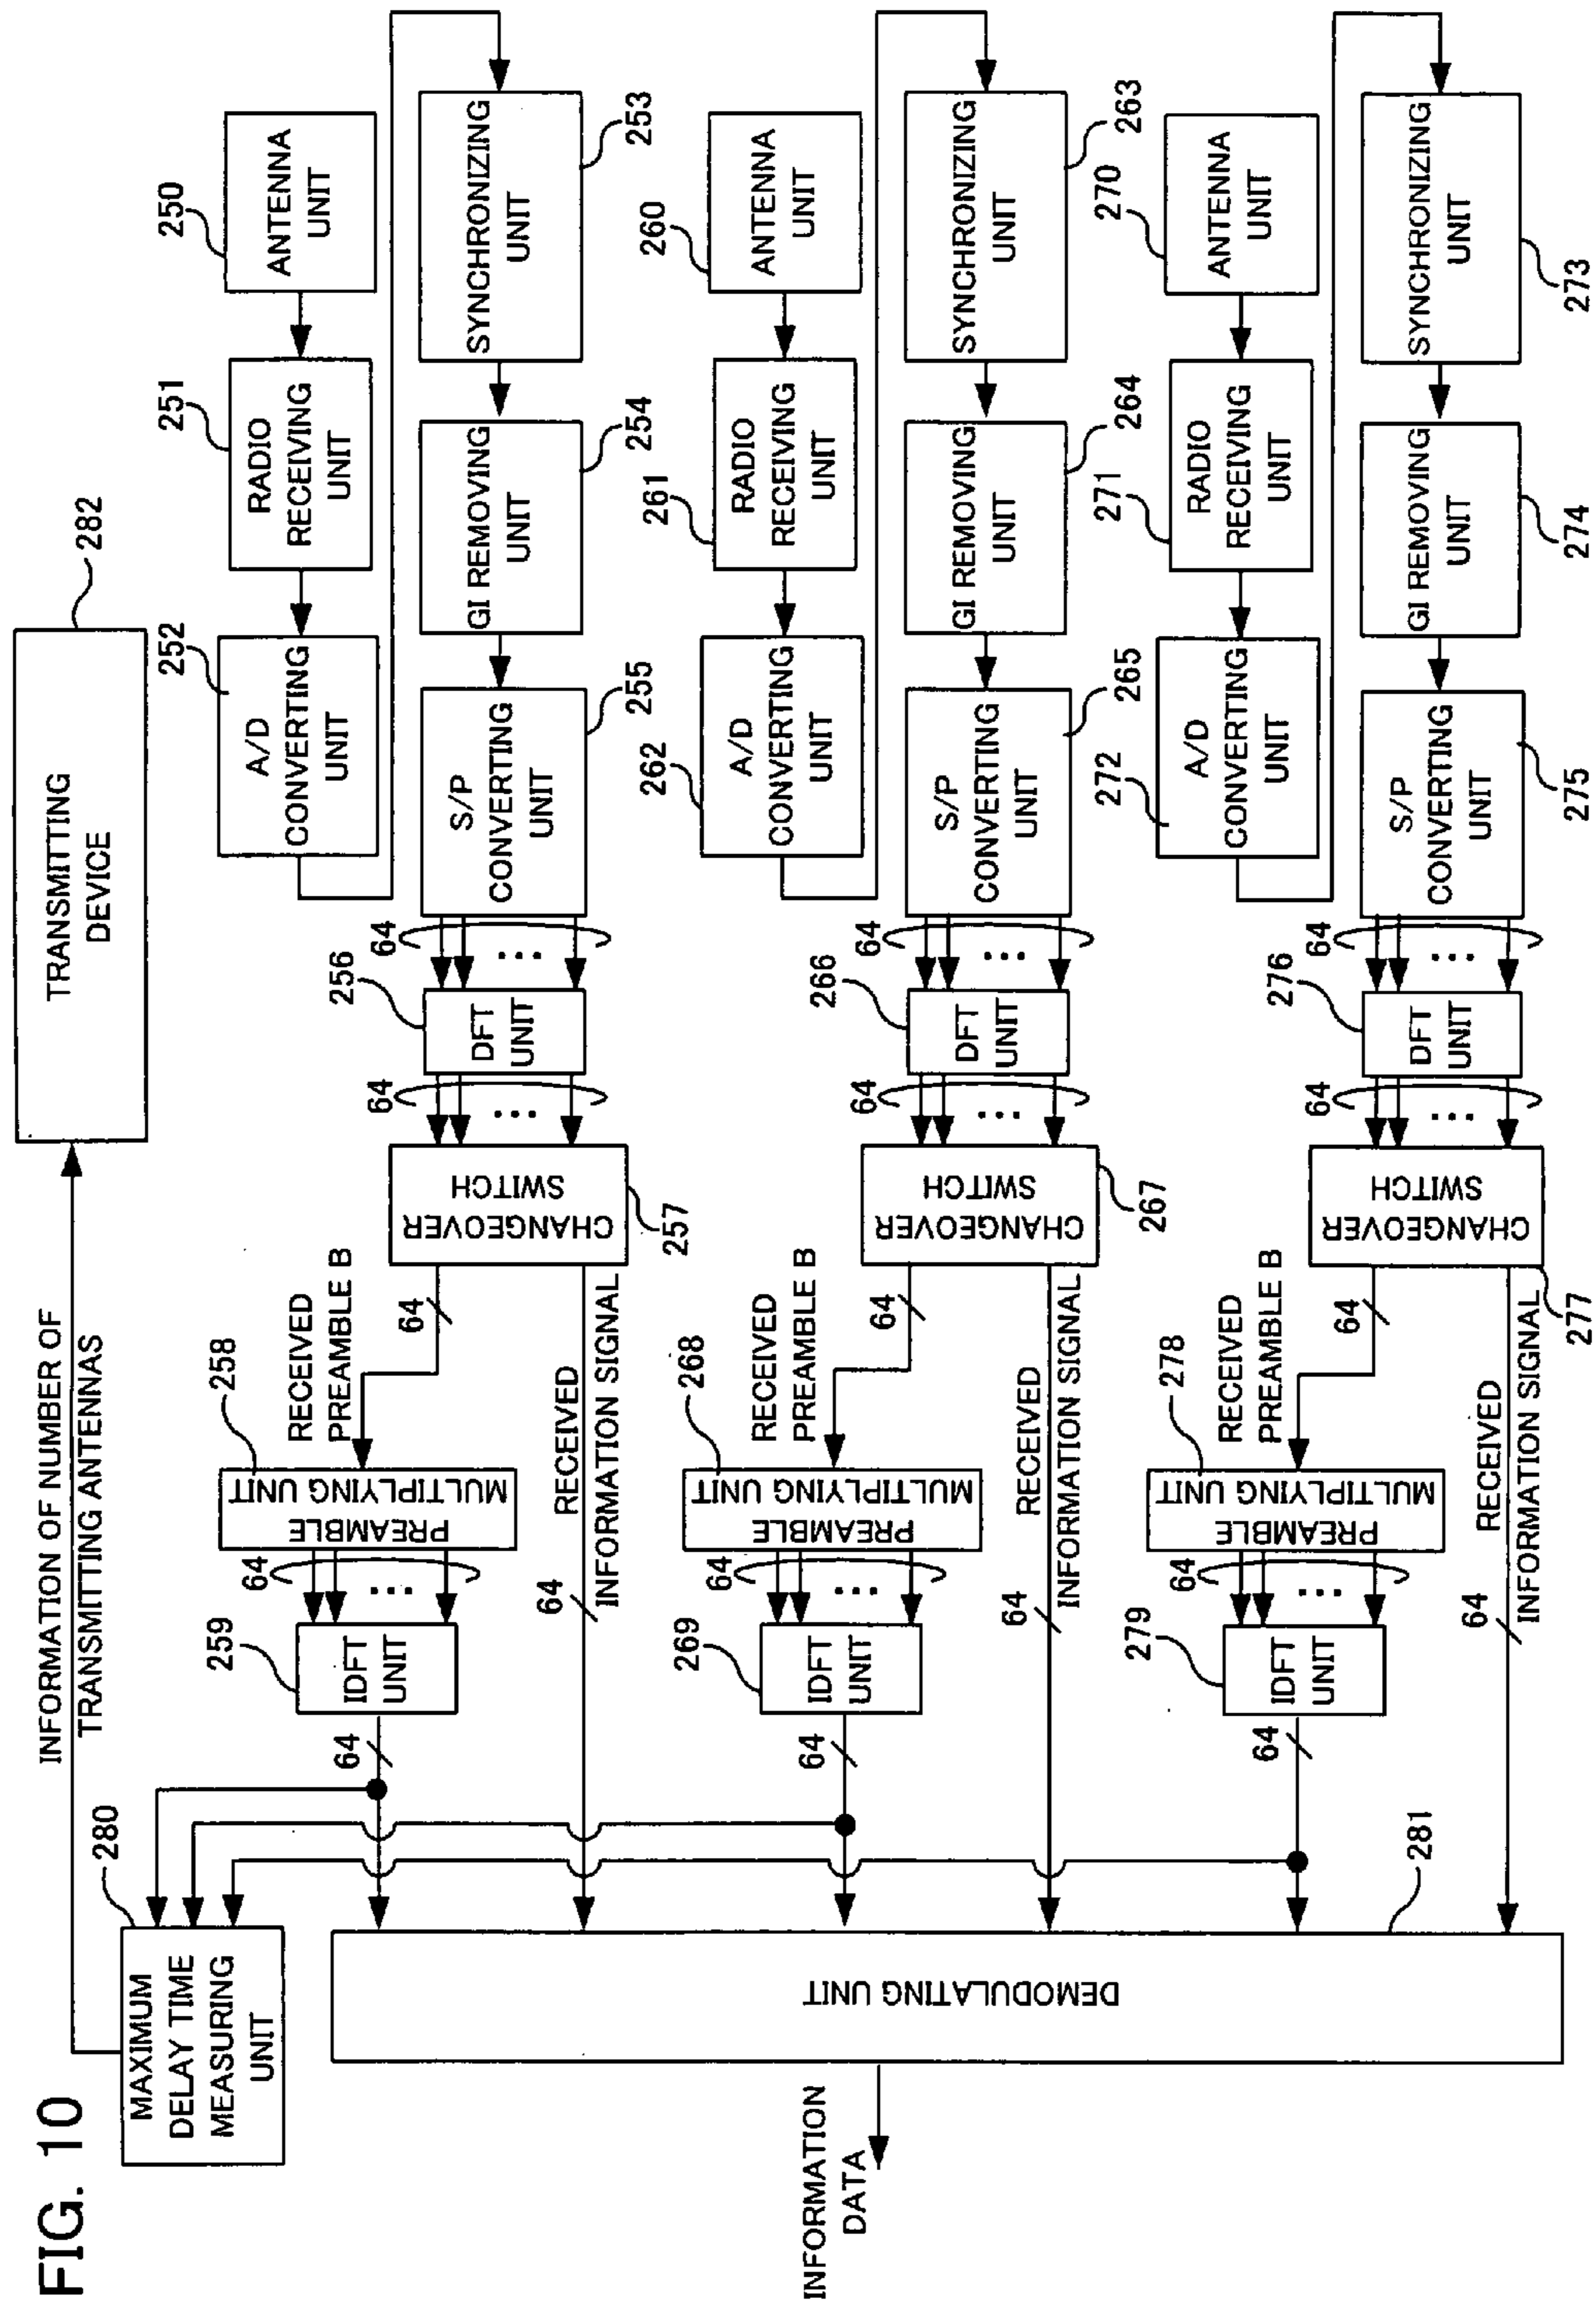 FIG. 10
INFORMATION OF NUMBER OF
TRANSMITTING ANTENNAS
TRANSMITTING
DEVICE
282
MAXIMUM
DELAY TIME
MEASURING
UNIT
280
250
ANTENNA
UNIT
251
RADIO
RECEIVING
UNIT
252
A/D
CONVERTING
UNIT
SYNCHRONIZING
UNIT
253
GI REMOVING
UNIT
254
S/P
CONVERTING
UNIT
255
64
...
256
DFT
UNIT
64
...
CHANGEOVER
SWITCH
257
RECEIVED
PREAMBLE B
64
258
PREAMBLE
MULTIPLYING UNIT
64
...
259
IDFT
UNIT
64
RECEIVED
INFORMATION SIGNAL
64
260
ANTENNA
UNIT
261
RADIO
RECEIVING
UNIT
262
A/D
CONVERTING
UNIT
SYNCHRONIZING
UNIT
263
GI REMOVING
UNIT
264
S/P
CONVERTING
UNIT
265
64
...
266
DFT
UNIT
64
...
CHANGEOVER
SWITCH
267
RECEIVED
PREAMBLE B
64
268
PREAMBLE
MULTIPLYING UNIT
64
...
269
IDFT
UNIT
64
RECEIVED
INFORMATION SIGNAL
64
270
ANTENNA
UNIT
271
RADIO
RECEIVING
UNIT
272
A/D
CONVERTING
UNIT
SYNCHRONIZING
UNIT
273
GI REMOVING
UNIT
274
S/P
CONVERTING
UNIT
275
64
...
276
DFT
UNIT
64
...
CHANGEOVER
SWITCH
277
RECEIVED
PREAMBLE B
64
278
PREAMBLE
MULTIPLYING UNIT
64
...
279
IDFT
UNIT
64
RECEIVED
INFORMATION SIGNAL
64
281
DEMODULATING UNIT
INFORMATION
DATA